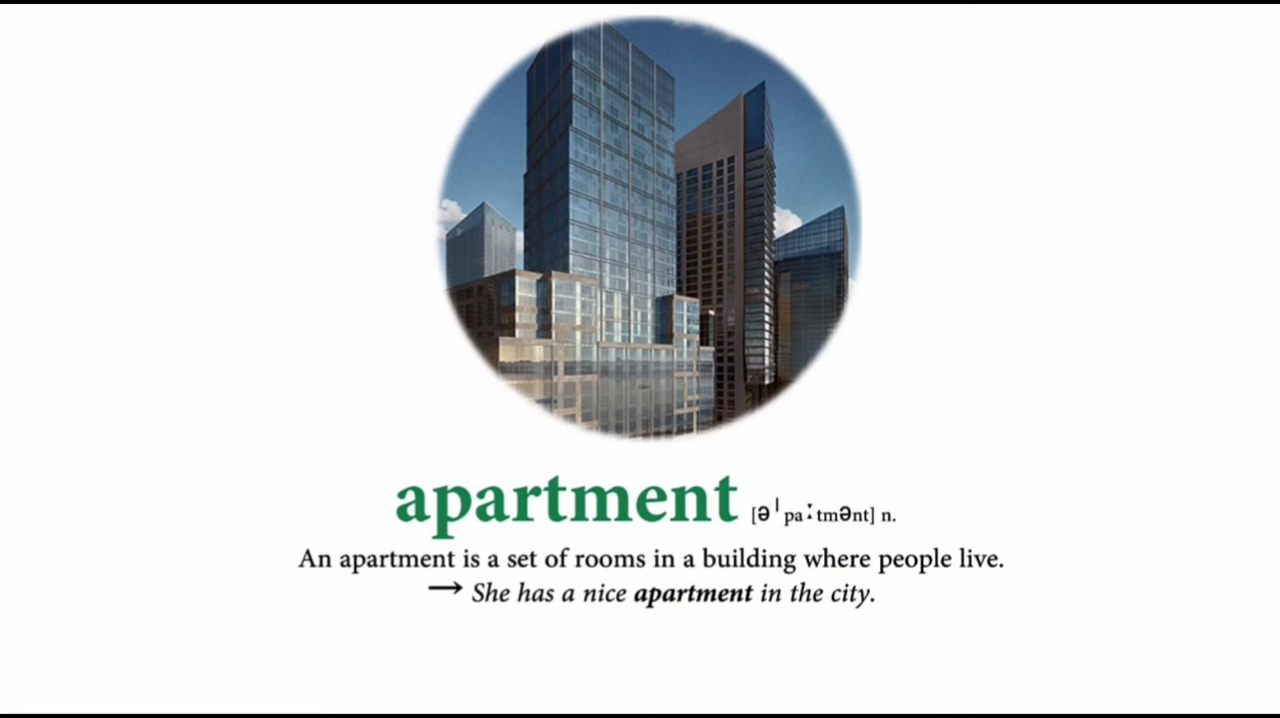 apartment [əˈpaːtmənt] n.
An apartment is a set of rooms in a building where people live.
→ She has a nice apartment in the city.